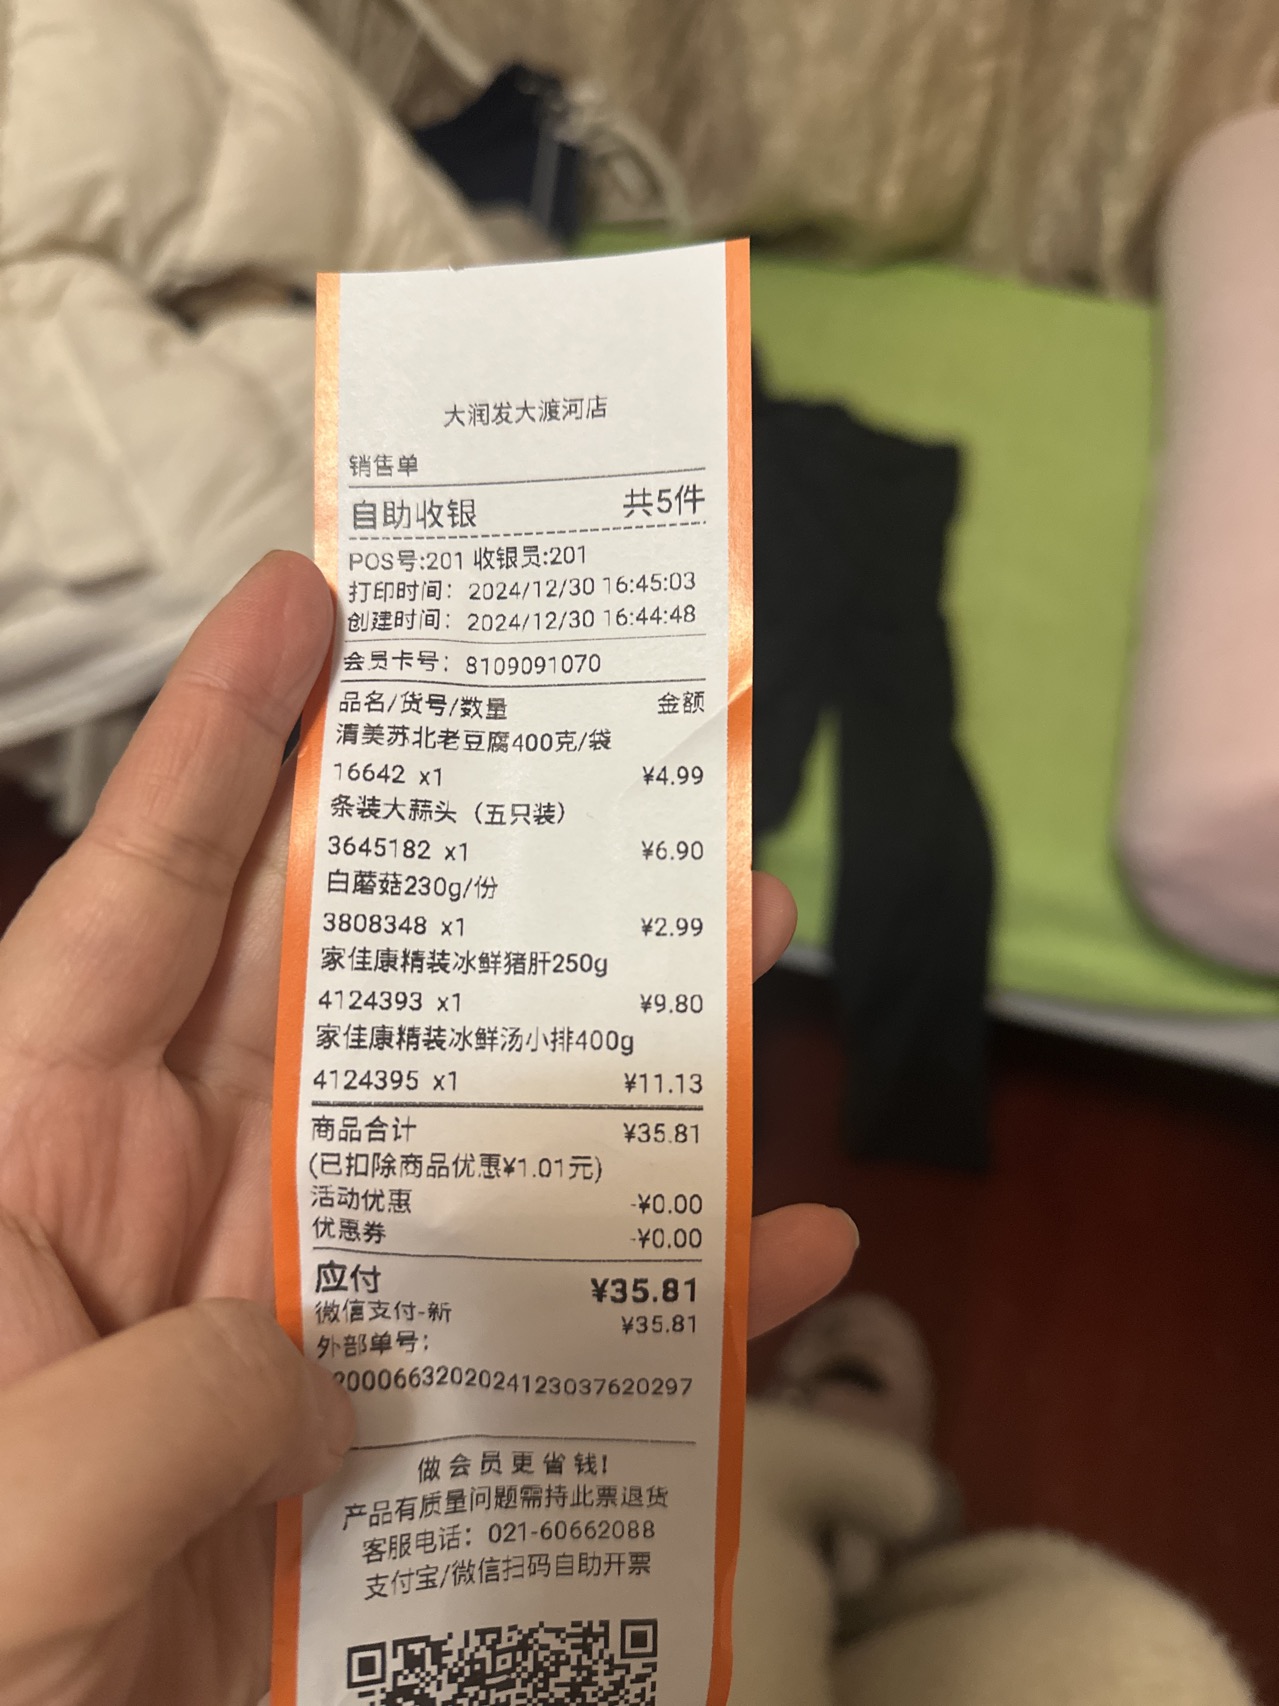 大润发大渡河店
销售单
自助收银 共5件
POS号:201 收银员:201
打印时间: 2024/12/30 16:45:03
创建时间: 2024/12/30 16:44:48
会员卡号: 8109091070
品名/货号/数量 金额
清美苏北老豆腐400克/袋
16642 x1 ¥4.99
条装大蒜头（五只装）
3645182 x1 ¥6.90
白蘑菇230g/份
3808348 x1 ¥2.99
家佳康精装冰鲜猪肝250g
4124393 x1 ¥9.80
家佳康精装冰鲜汤小排400g
4124395 x1 ¥11.13
商品合计 ¥35.81
(已扣除商品优惠¥1.01元)
活动优惠 -¥0.00
优惠券 -¥0.00
应付 ¥35.81
微信支付-新 ¥35.81
外部单号:
做会员更省钱!
产品有质量问题需持此票退货
客服电话: 021-60662088
支付宝/微信扫码自助开票